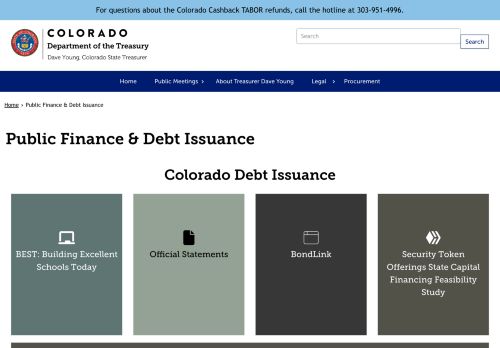 For questions about the Colorado Cashback TABOR refunds, call the hotline at 303-951-4996.
COLORADO
Department of the Treasury
Dave Young, Colorado State Treasurer
Search
Search
Home
Public Meetings ›
About Treasurer Dave Young
Legal ›
Procurement
Home › Public Finance & Debt Issuance
Public Finance & Debt Issuance
Colorado Debt Issuance
BEST: Building Excellent
Schools Today
Official Statements
BondLink
Security Token
Offerings State Capital
Financing Feasibility
Study